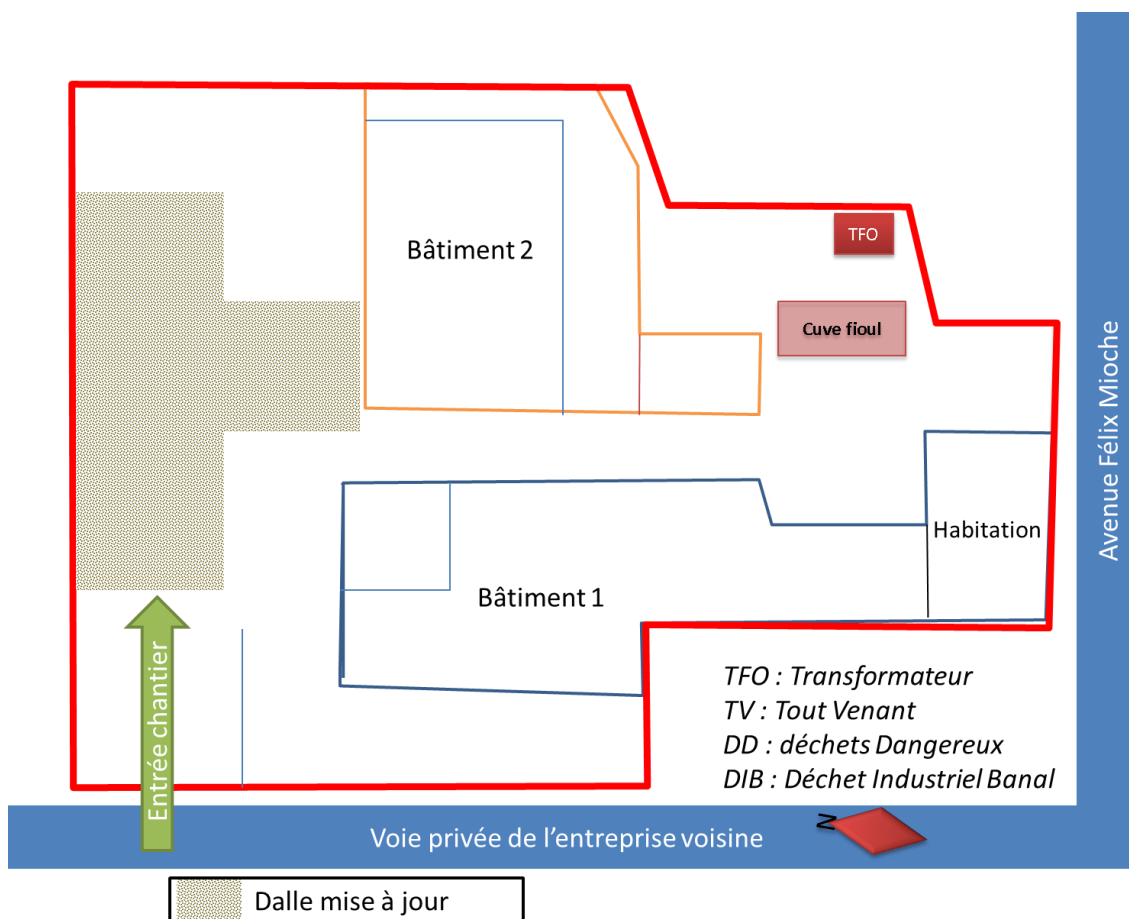 TFO
Bâtiment 2
Cuve fioul
Avenue Félix Mioche
Habitation
Bâtiment 1
Entrée chantier
TFO : Transformateur
TV : Tout Venant
DD : déchets Dangereux
DIB : Déchet Industriel Banal
N
Voie privée de l’entreprise voisine
Dalle mise à jour